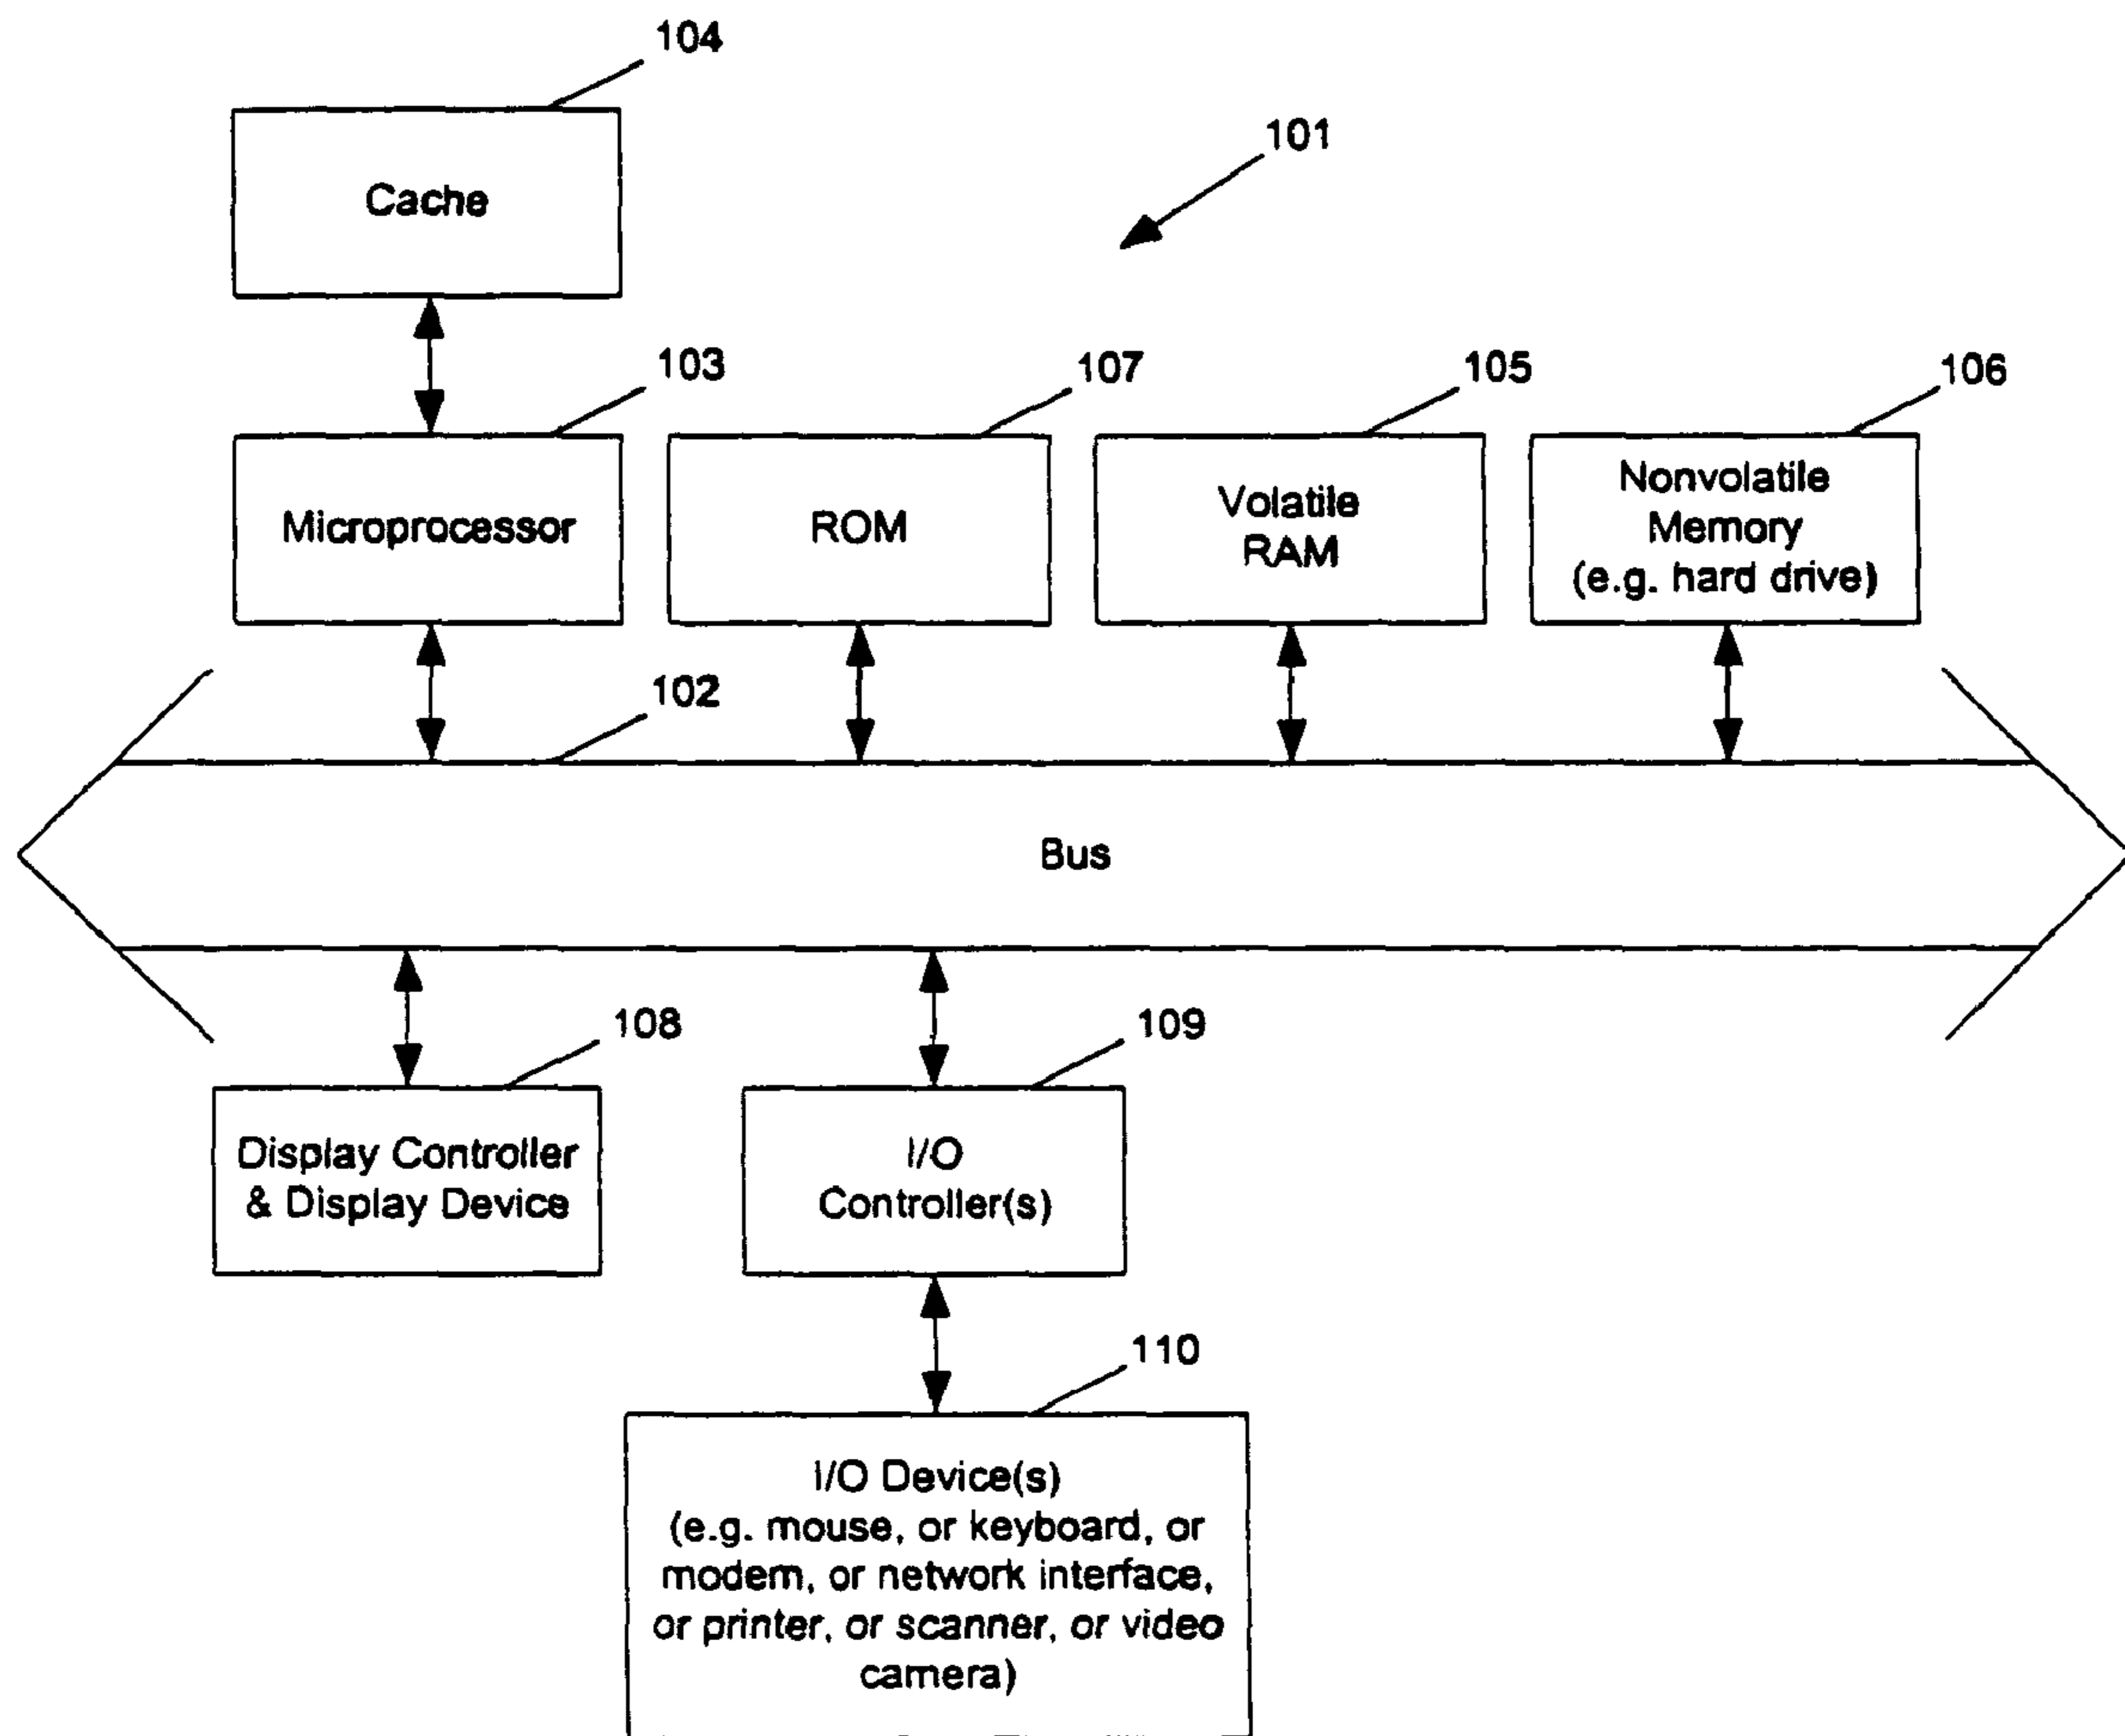 104
Cache
101
103
107
105
106
Microprocessor
ROM
Volatile
RAM
Nonvolatile
Memory
(e.g. hard drive)
102
Bus
108
109
Display Controller
& Display Device
I/O
Controller(s)
110
I/O Device(s)
(e.g. mouse, or keyboard, or
modem, or network interface,
or printer, or scanner, or video
camera)